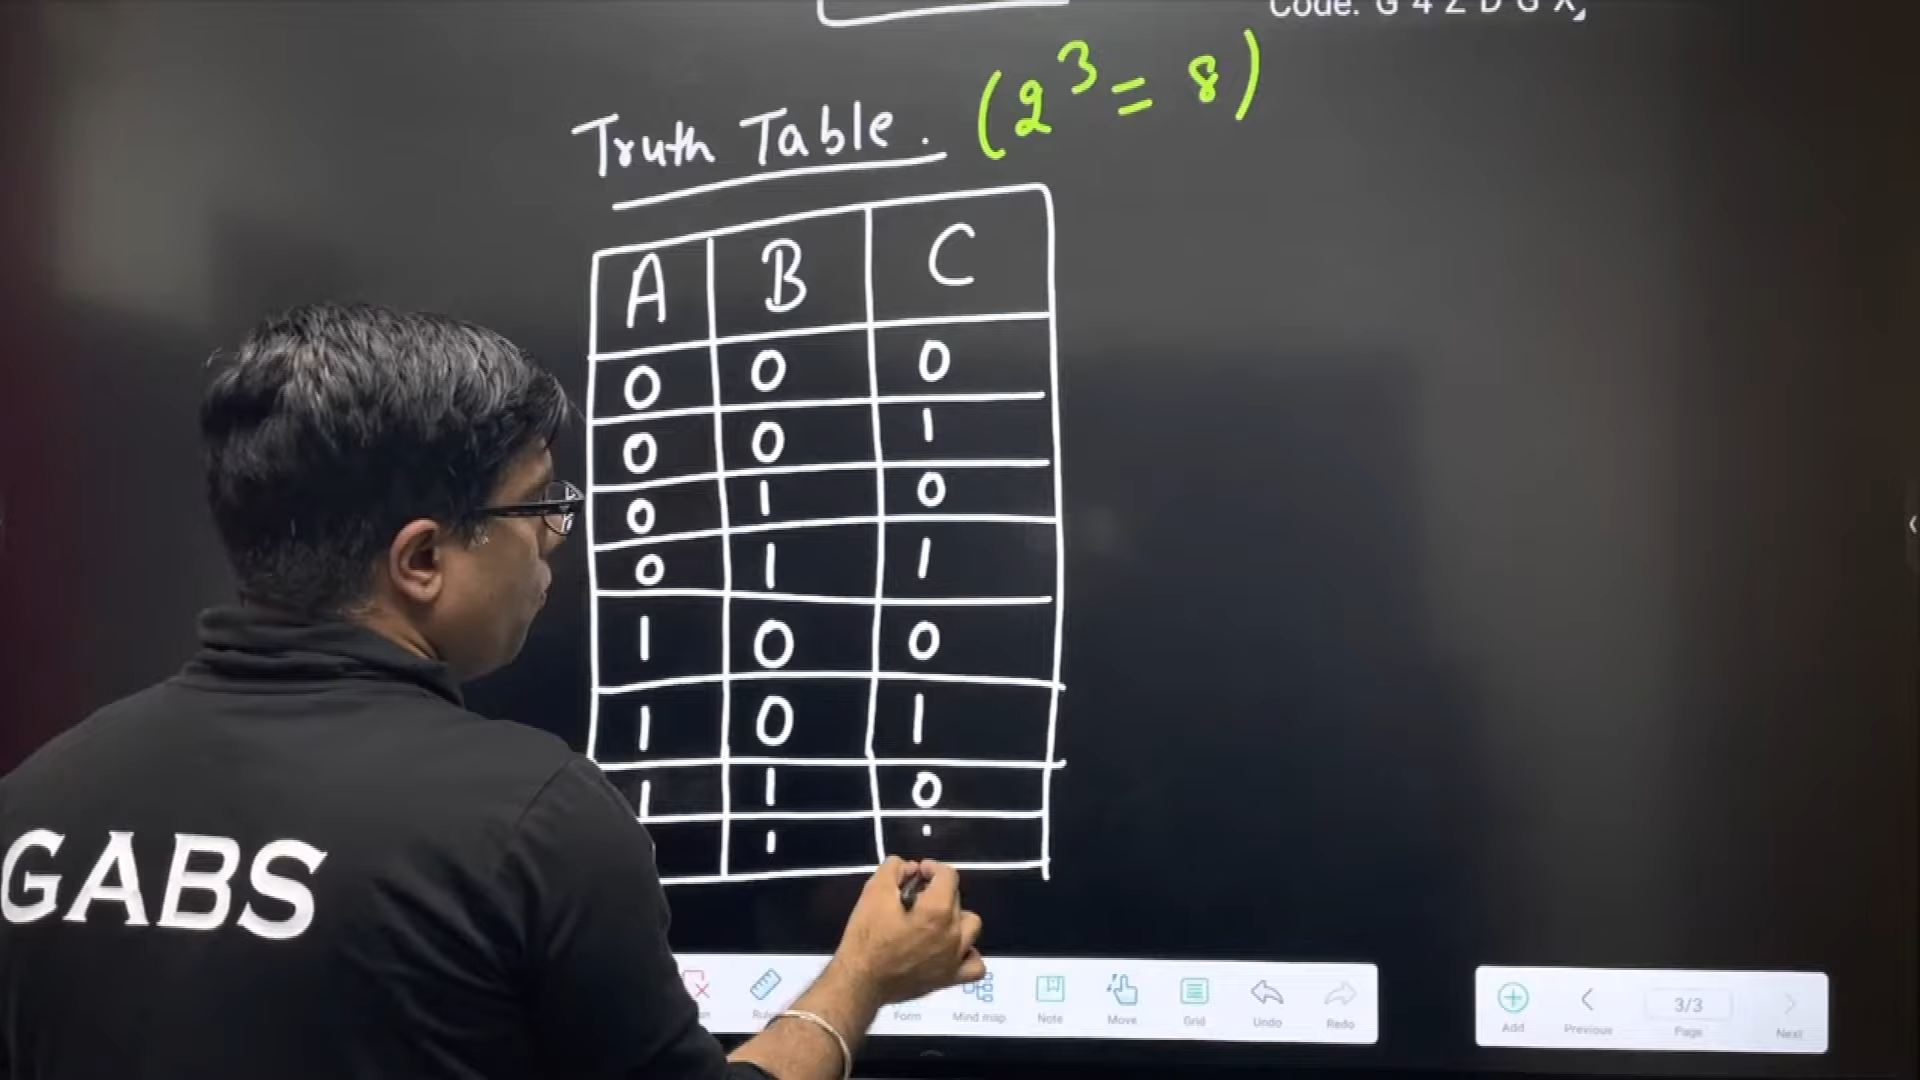 Code: G 4 Z D G X
Truth Table. (2³ = 8)
A B C
0 0 0
0 0 1
0 1 0
0 1 1
1 0 0
1 0 1
1 1 0
1
GABS
Form Mind map Note Move Grid Undo Redo
Add Previous 3/3 Page Next